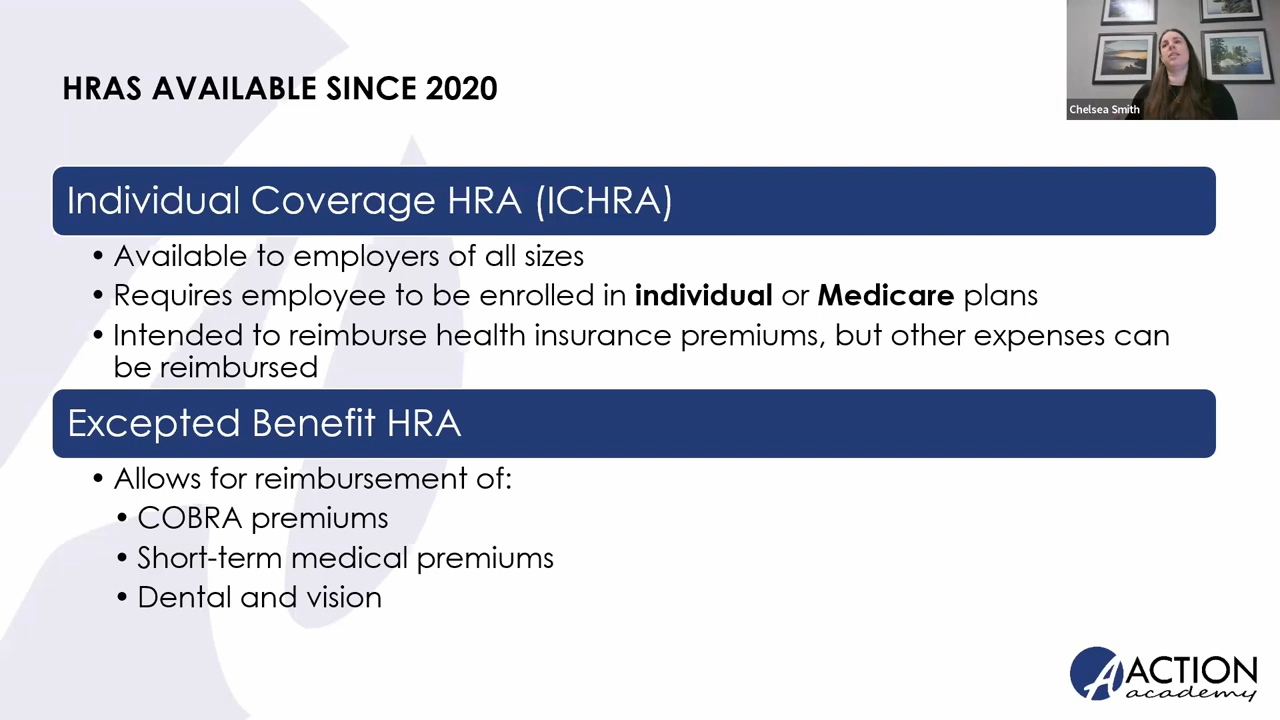 HRAS AVAILABLE SINCE 2020
Chelsea Smith
Individual Coverage HRA (ICHRA)
• Available to employers of all sizes
• Requires employee to be enrolled in individual or Medicare plans
• Intended to reimburse health insurance premiums, but other expenses can
be reimbursed
Excepted Benefit HRA
• Allows for reimbursement of:
• COBRA premiums
• Short-term medical premiums
• Dental and vision
A ACTION
academy